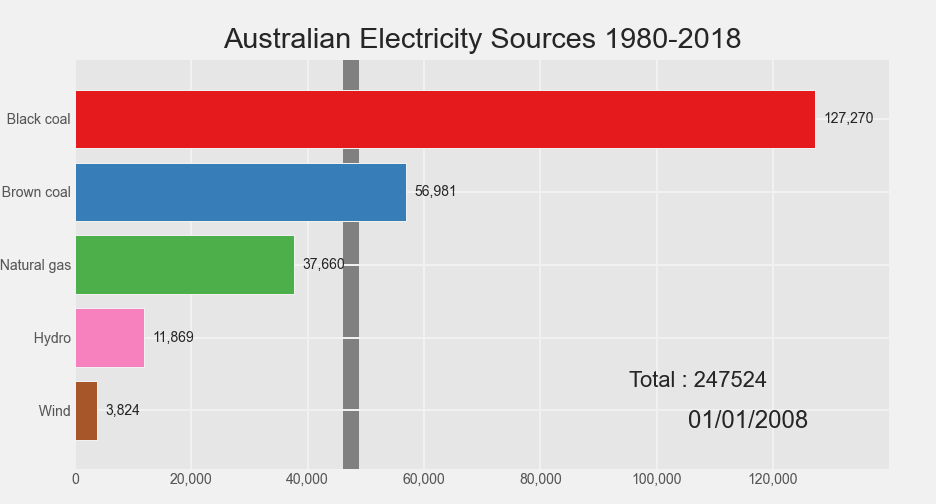 Australian Electricity Sources 1980-2018
Black coal 127,270
Brown coal 56,981
Natural gas 37,660
Hydro 11,869
Total : 247524
Wind 3,824
01/01/2008
0 20,000 40,000 60,000 80,000 100,000 120,000